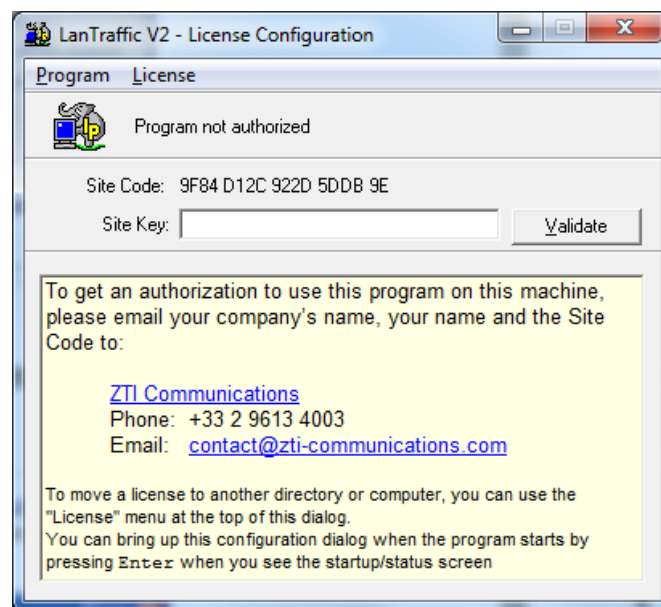 LanTraffic V2 - License Configuration
Program License
Program not authorized
Site Code: 9F84 D12C 922D 5DDB 9E
Site Key:
Validate
To get an authorization to use this program on this machine,
please email your company's name, your name and the Site
Code to:
ZTI Communications
Phone: +33 2 9613 4003
Email: contact@zti-communications.com
To move a license to another directory or computer, you can use the
"License" menu at the top of this dialog.
You can bring up this configuration dialog when the program starts by
pressing Enter when you see the startup/status screen